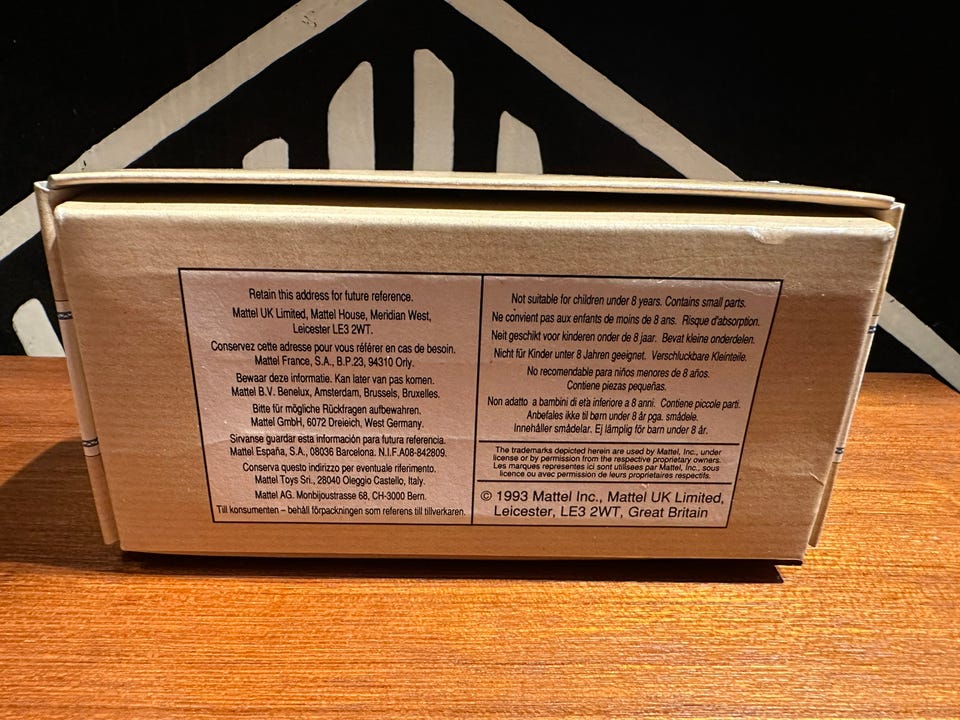 Retain this address for future reference.
Mattel UK Limited, Mattel House, Meridian West,
Leicester LE3 2WT.
Conservez cette adresse pour vous référer en cas de besoin.
Mattel France, S.A., B.P.23, 94310 Orly.
Bewaar deze informatie. Kan later van pas komen.
Mattel B.V. Benelux, Amsterdam, Brussels, Bruxelles.
Bitte für mögliche Rückfragen aufbewahren.
Mattel GmbH, 6072 Dreieich, West Germany.
Sirvanse guardar esta información para futura referencia.
Mattel España, S.A., 08036 Barcelona. N.I.F.A08-842809.
Conserva questo indirizzo per eventuale riferimento.
Mattel Toys Sri., 28040 Oleggio Castello, Italy.
Mattel AG. Monbijoustrasse 68, CH-3000 Bern.
Till konsumenten – behåll förpackningen som referens till tillverkaren.
Not suitable for children under 8 years. Contains small parts.
Ne convient pas aux enfants de moins de 8 ans. Risque d'absorption.
Neit geschikt voor kinderen onder de 8 jaar. Bevat kleine onderdelen.
Nicht für Kinder unter 8 Jahren geeignet. Verschluckbare Kleinteile.
No recomendable para niños menores de 8 años.
Contiene piezas pequeñas.
Non adatto a bambini di età inferiore a 8 anni. Contiene piccole parti.
Anbefales ikke til børn under 8 år pga. smådele.
Innehåller smådelar. Ej lämplig för barn under 8 år.
The trademarks depicted herein are used by Mattel, Inc., under
license or by permission from the respective proprietary owners.
Les marques representes ici sont utilisees par Mattel, Inc., sous
licence ou avec permission de leurs proprietaires respectifs.
© 1993 Mattel Inc., Mattel UK Limited,
Leicester, LE3 2WT, Great Britain